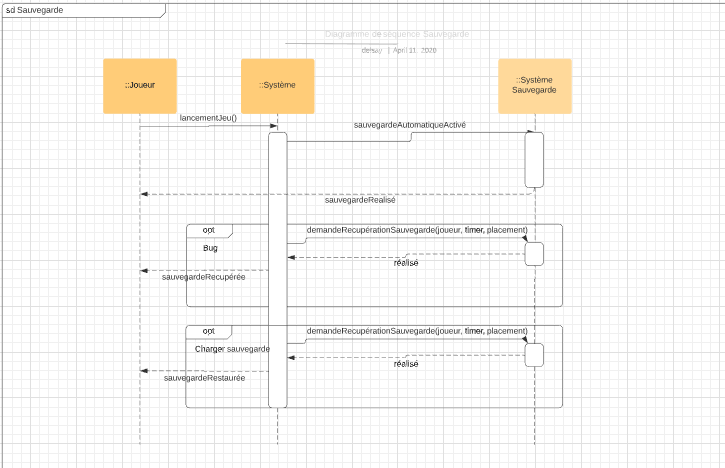 sd Sauvegarde
Diagramme de séquence Sauvegarde
| April 11, 2020
::Joueur
::Système
::Système
Sauvegarde
lancementJeu()
sauvegardeAutomatiqueActivé
sauvegardeRealisé
opt
demandeRecupérationSauvegarde(joueur, timer, placement)
Bug
réalisé
sauvegardeRecupérée
opt
demandeRecupérationSauvegarde(joueur, timer, placement)
Charger sauvegarde
réalisé
sauvegardeRestaurée